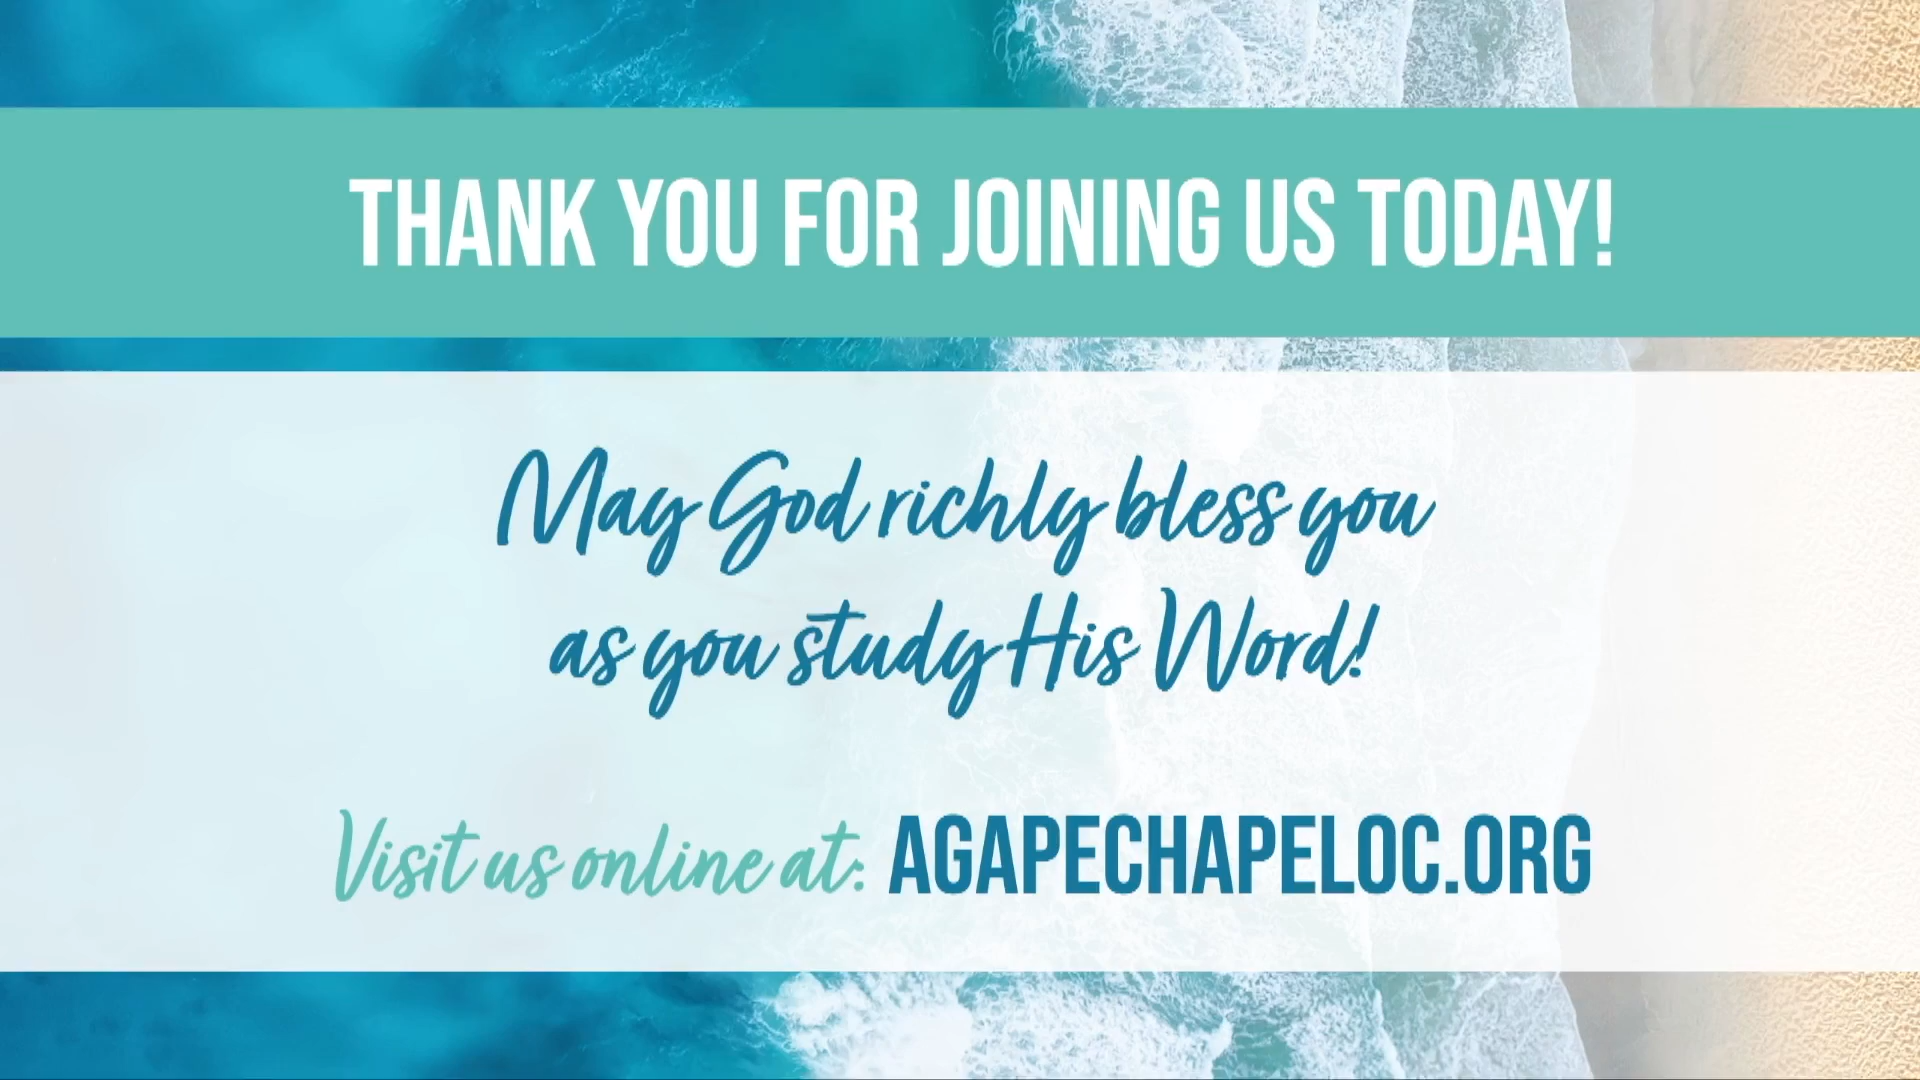 THANK YOU FOR JOINING US TODAY!
May God richly bless you
as you study His Word!
Visit us online at: AGAPECHAPELOC.ORG